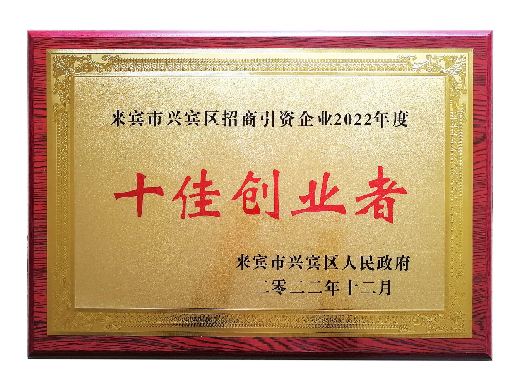 来宾市兴宾区招商引资企业2022年度
十佳创业者
来宾市兴宾区人民政府
二零二二年十二月